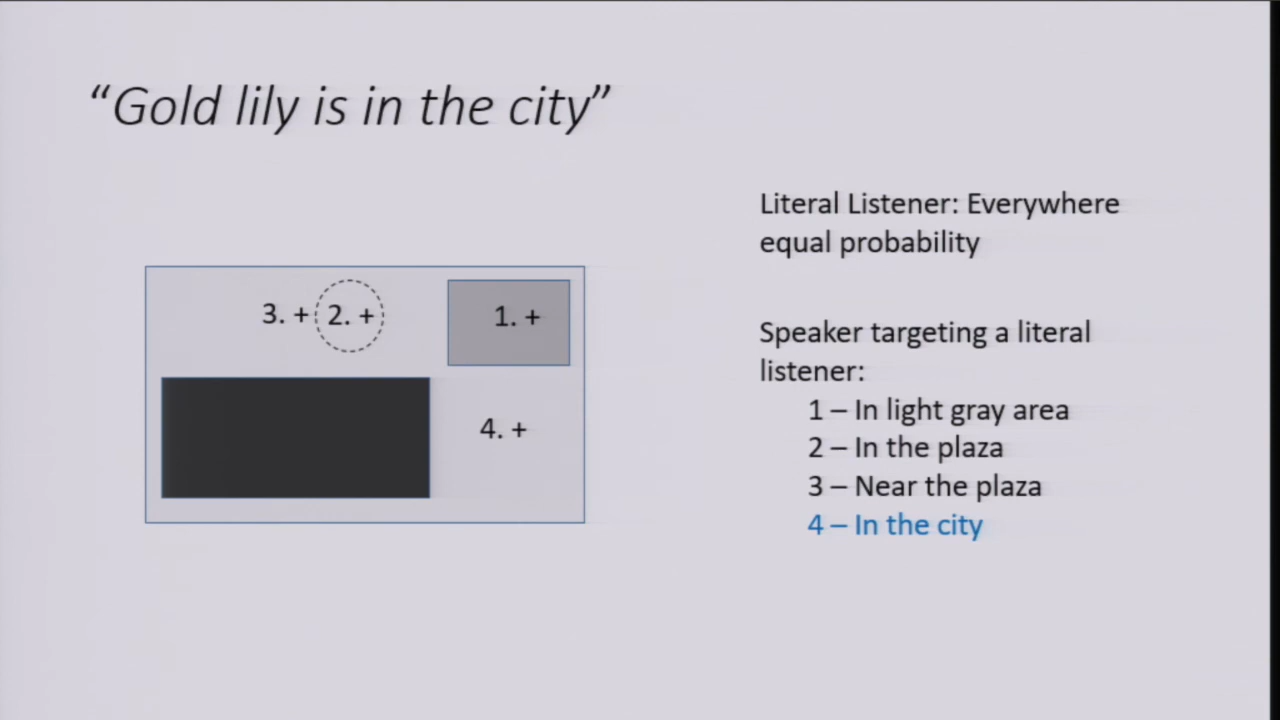 “Gold lily is in the city”
Literal Listener: Everywhere
equal probability
3. + 2. +
1. +
4. +
Speaker targeting a literal
listener:
1 – In light gray area
2 – In the plaza
3 – Near the plaza
4 – In the city